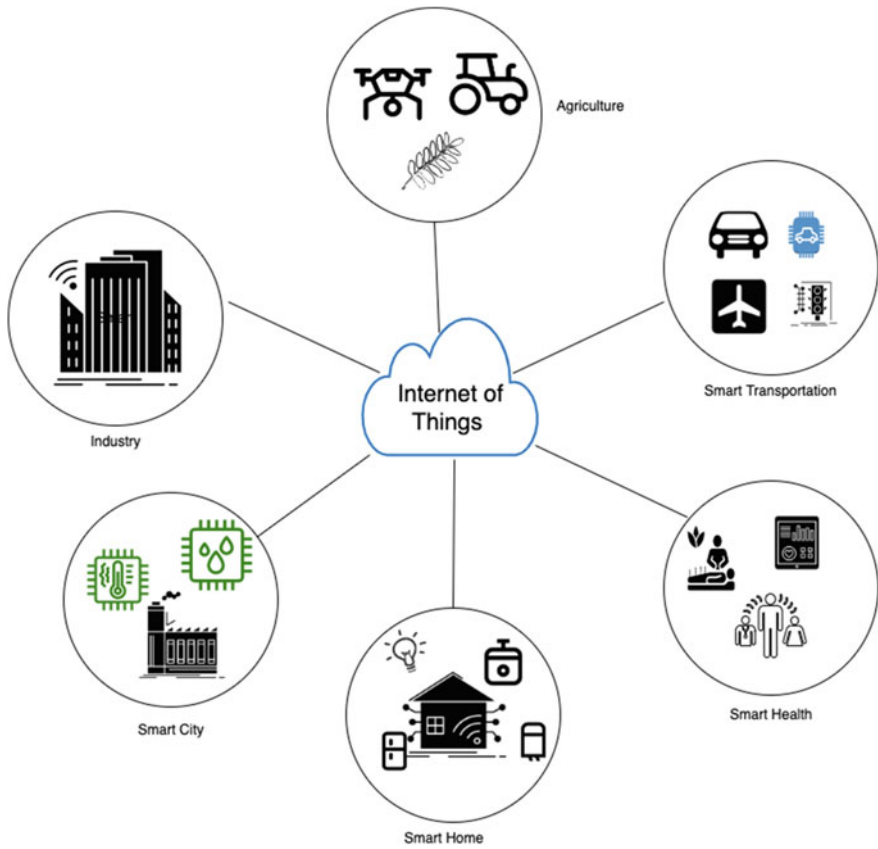 Agriculture
Smart Transportation
Internet of
Things
Industry
Smart Health
Smart City
Smart Home